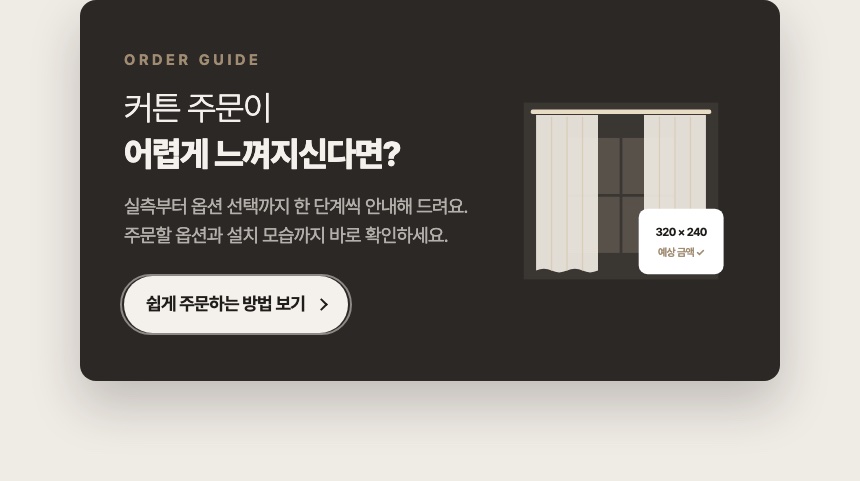 ORDER GUIDE
커튼 주문이
어렵게 느껴지신다면?
실측부터 옵션 선택까지 한 단계씩 안내해 드려요.
주문할 옵션과 설치 모습까지 바로 확인하세요.
쉽게 주문하는 방법 보기 >
320 × 240
예상 금액 ✓